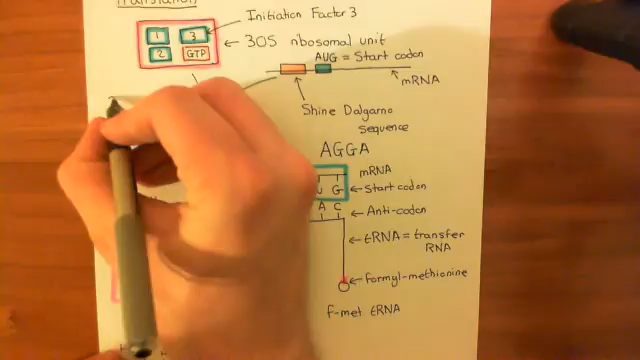 Translation
Initiation Factor 3
1 3
2 GTP
← 30S ribosomal unit
AUG = Start codon
mRNA
Shine Dalgarno
sequence
AGGA
mRNA
U G ← Start codon
A C ← Anti-codon
← tRNA = transfer
RNA
formyl-methionine
f-met tRNA